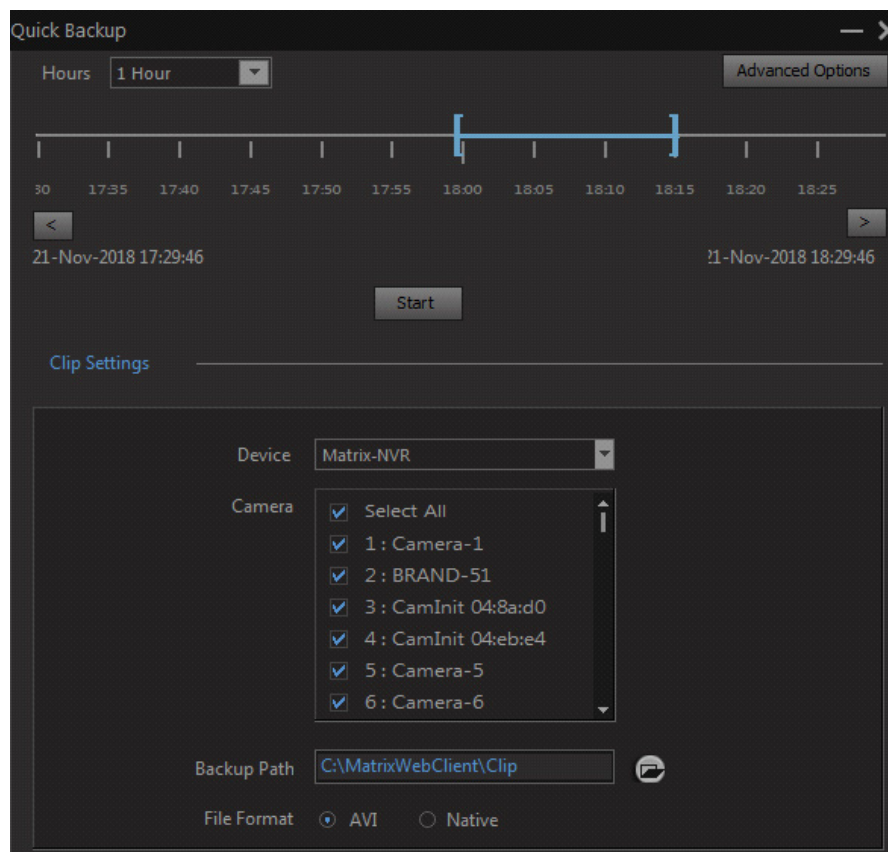 Quick Backup
Hours 1 Hour Advanced Options
30 17:35 17:40 17:45 17:50 17:55 18:00 18:05 18:10 18:15 18:20 18:25
< >
21-Nov-2018 17:29:46 21-Nov-2018 18:29:46
Start
Clip Settings
Device Matrix-NVR
Camera Select All
1 : Camera-1
2 : BRAND-51
3 : CamInit 04:8a:d0
4 : CamInit 04:eb:e4
5 : Camera-5
6 : Camera-6
Backup Path C:\MatrixWebClient\Clip
File Format AVI Native